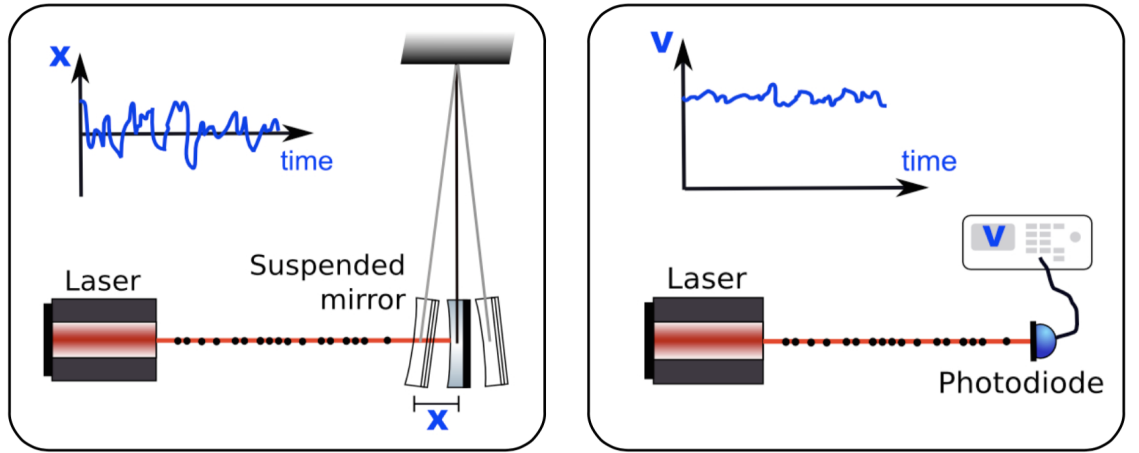 X
time
Suspended
mirror
Laser
X
V
time
V
Laser
Photodiode